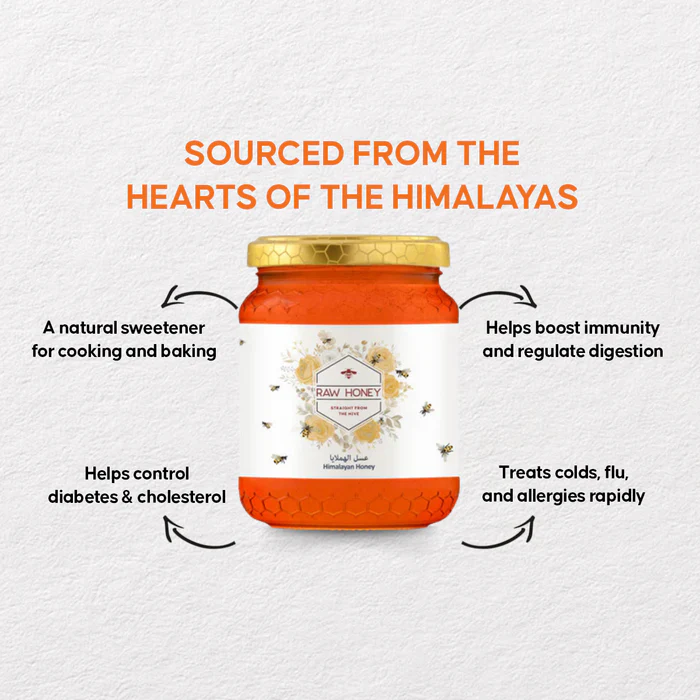 SOURCED FROM THE
HEARTS OF THE HIMALAYAS
A natural sweetener
for cooking and baking
Helps boost immunity
and regulate digestion
RAW HONEY
STRAIGHT FROM
THE HIVE
عسل الهملايا
Himalayan Honey
Helps control
diabetes & cholesterol
Treats colds, flu,
and allergies rapidly